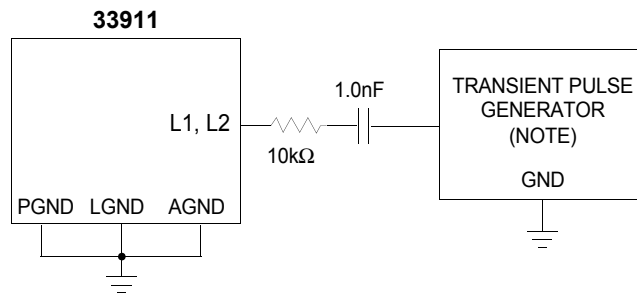 33911
L1, L2
PGND LGND AGND
10kΩ
1.0nF
TRANSIENT PULSE
GENERATOR
(NOTE)
GND